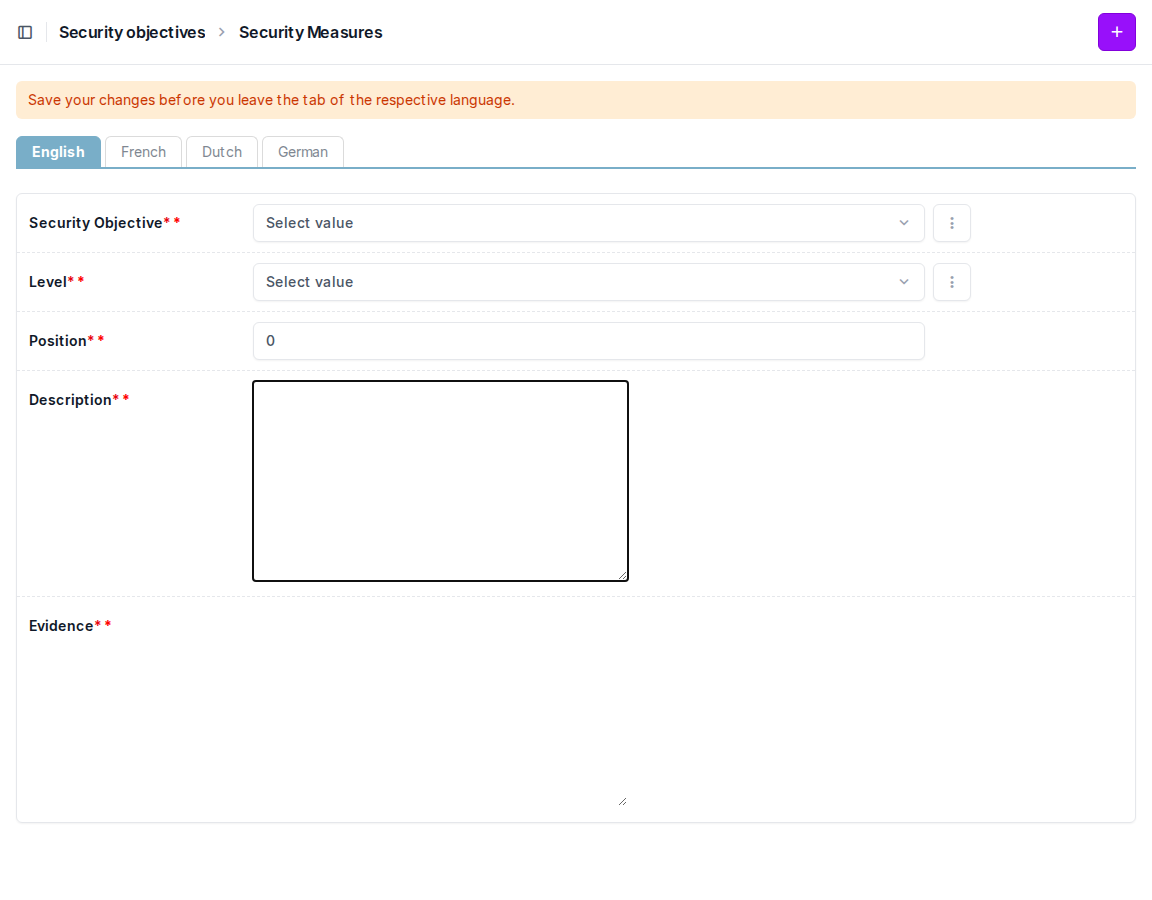 Security objectives > Security Measures
+
Save your changes before you leave the tab of the respective language.
English French Dutch German
Security Objective** Select value
Level** Select value
Position** 0
Description**
Evidence**